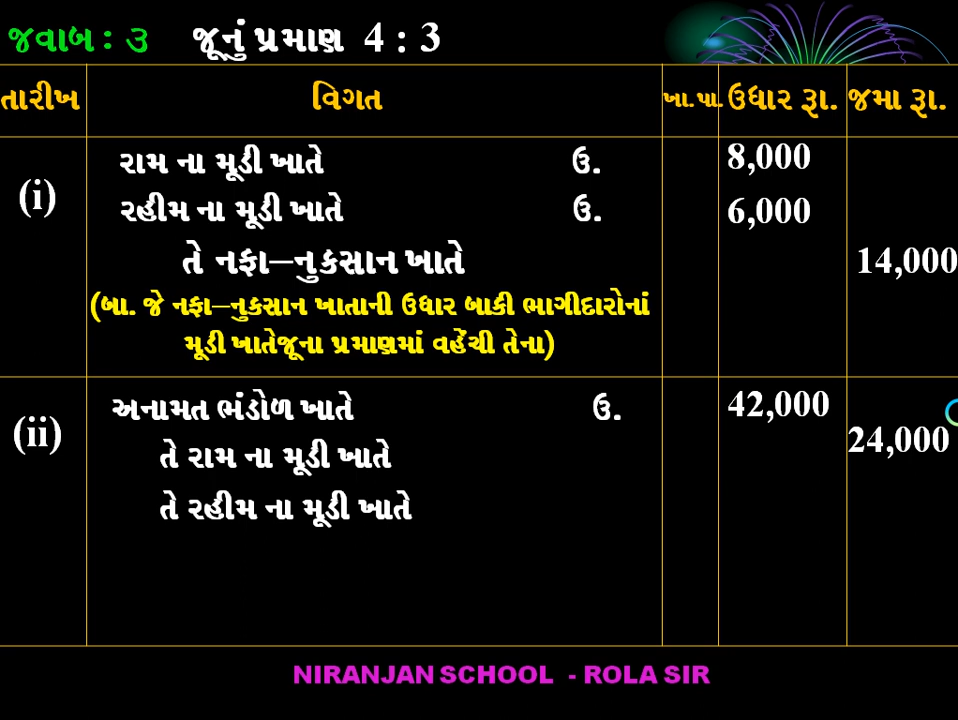 જવાબ : ૩ જૂનું પ્રમાણ 4 : 3
તારીખ વિગત ખા.પા. ઉધાર રૂા. જમા રૂા.
(i) રામ ના મૂડી ખાતે ઉ. 8,000
રહીમ ના મૂડી ખાતે ઉ. 6,000
તે નફા–નુકસાન ખાતે 14,000
(બા. જે નફા–નુકસાન ખાતાની ઉધાર બાકી ભાગીદારોનાં
મૂડી ખાતેજૂના પ્રમાણમાં વહેંચી તેના)
(ii) અનામત ભંડોળ ખાતે ઉ. 42,000
તે રામ ના મૂડી ખાતે 24,000
તે રહીમ ના મૂડી ખાતે
NIRANJAN SCHOOL - ROLA SIR